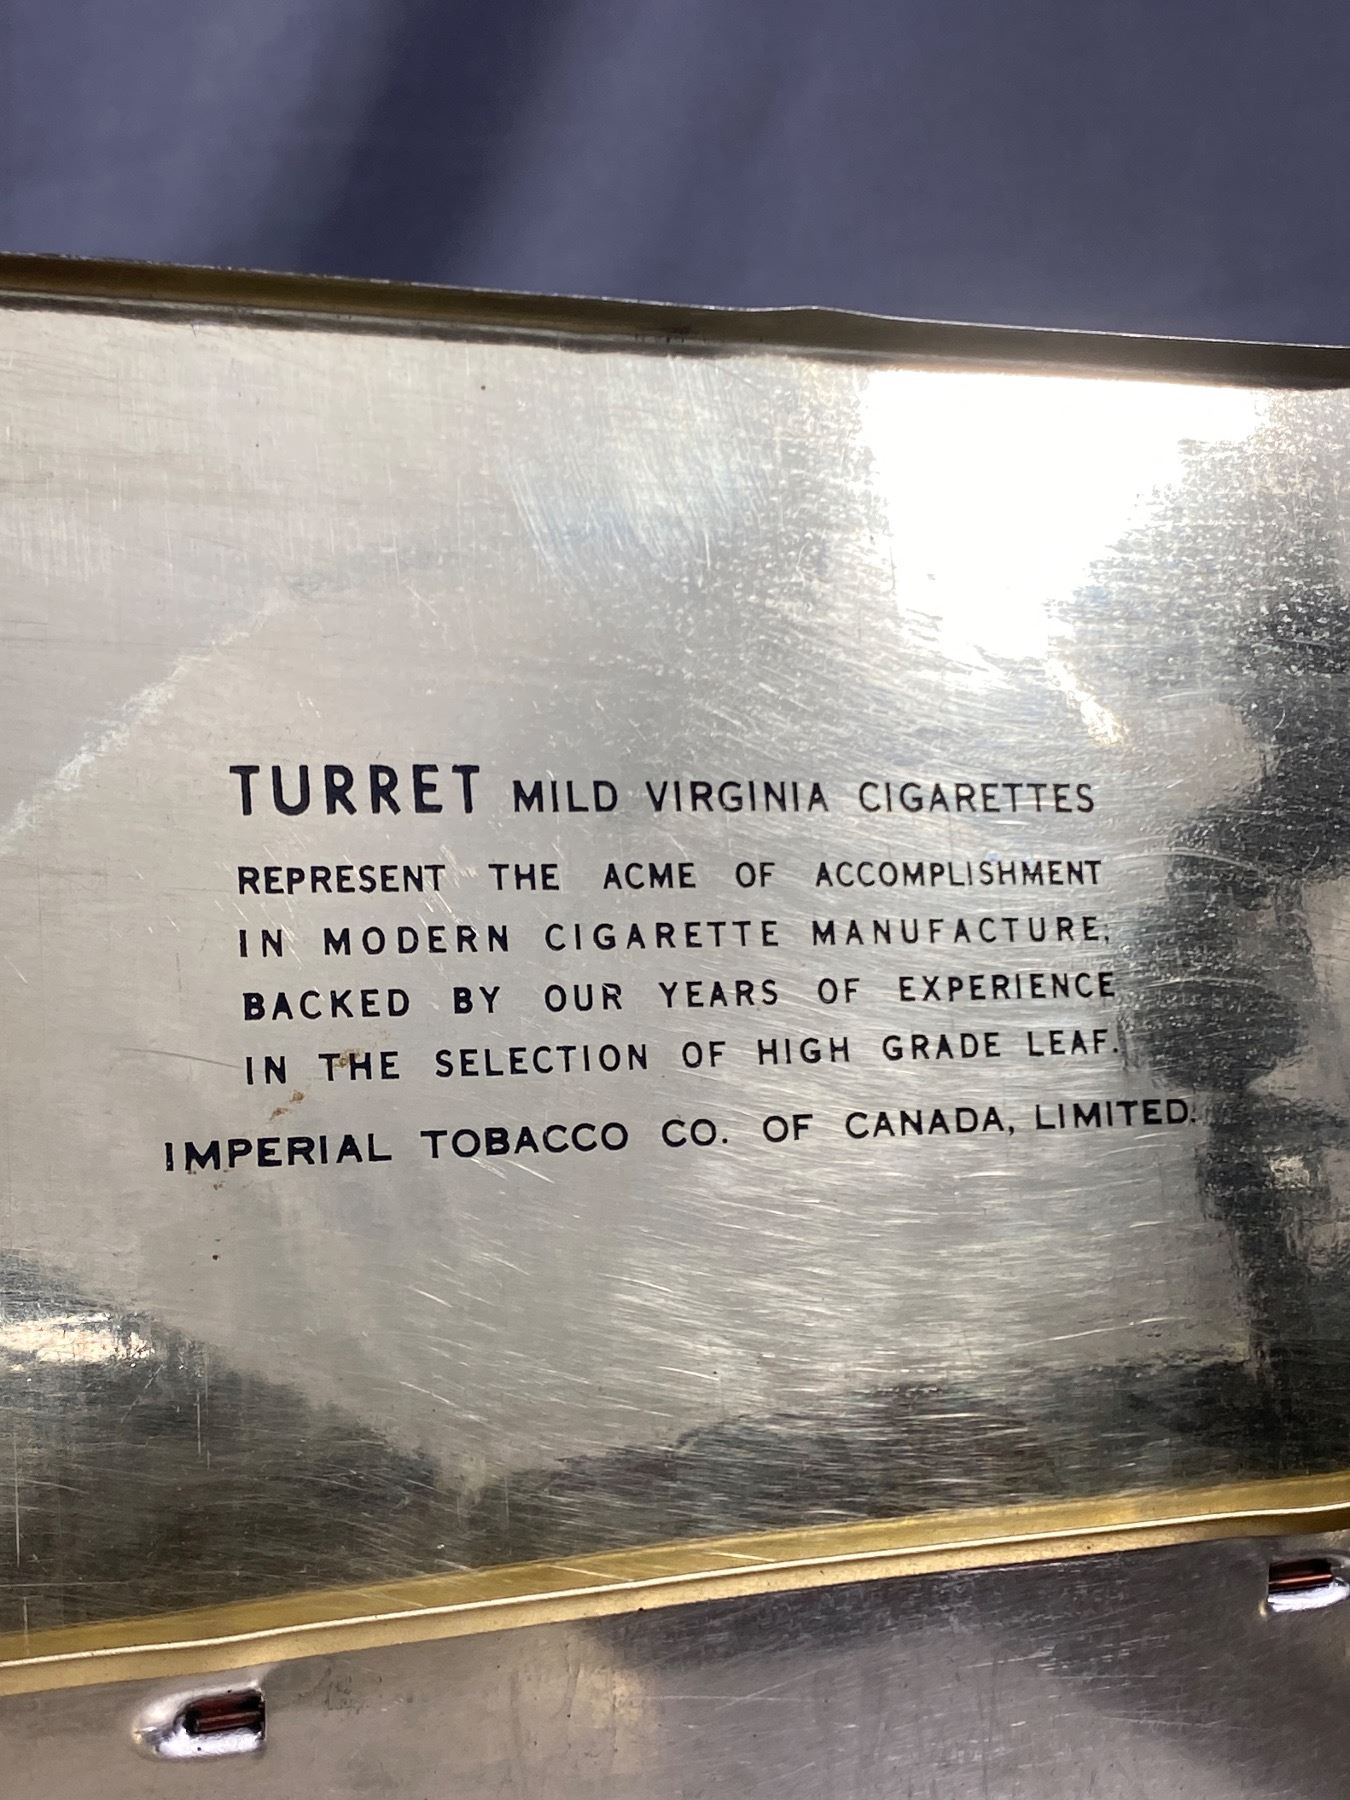 TURRET MILD VIRGINIA CIGARETTES
REPRESENT THE ACME OF ACCOMPLISHMENT
IN MODERN CIGARETTE MANUFACTURE,
BACKED BY OUR YEARS OF EXPERIENCE
IN THE SELECTION OF HIGH GRADE LEAF.
IMPERIAL TOBACCO CO. OF CANADA, LIMITED.